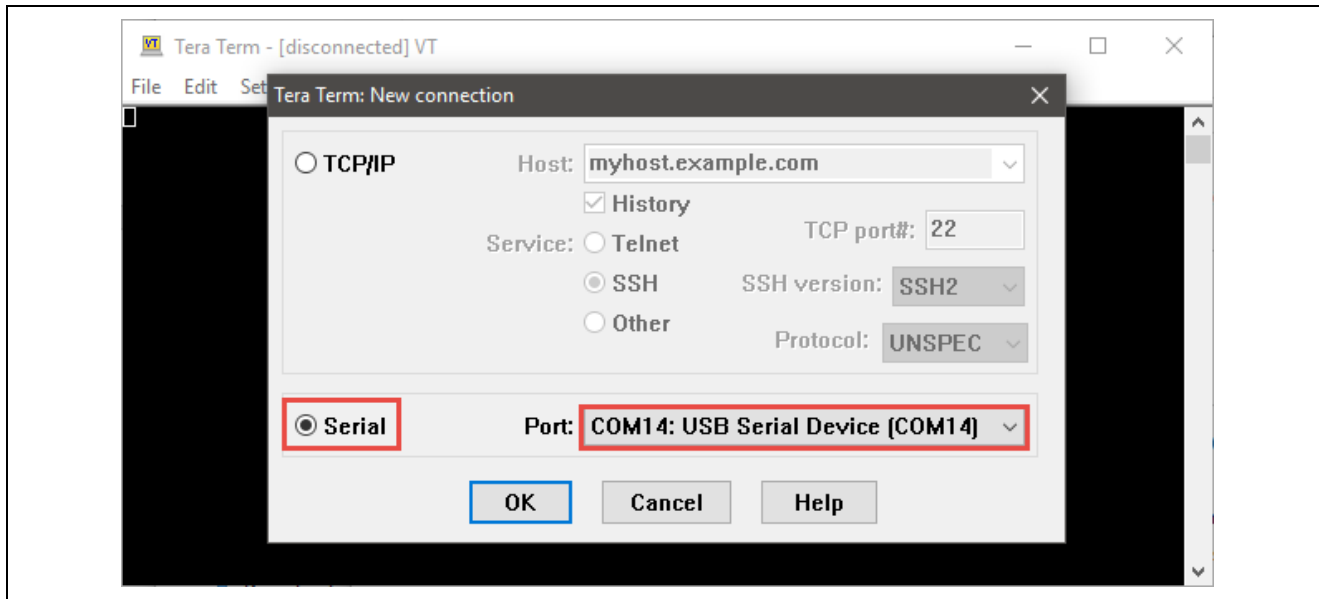 VT Tera Term - [disconnected] VT
File Edit Set
Tera Term: New connection
TCP/IP Host: myhost.example.com
History
Service: Telnet TCP port#: 22
SSH SSH version: SSH2
Other Protocol: UNSPEC
Serial Port: COM14: USB Serial Device (COM14)
OK Cancel Help